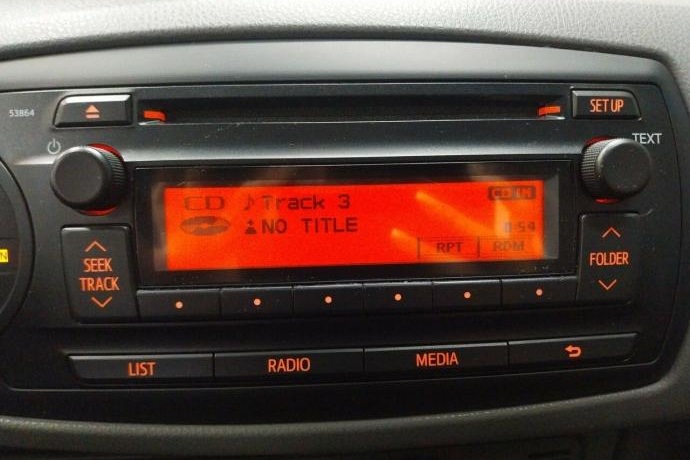 53864
SET UP
TEXT
CD ♪ Track 3
CD IN
NO TITLE
RPT RDM
SEEK
TRACK
FOLDER
LIST
RADIO
MEDIA